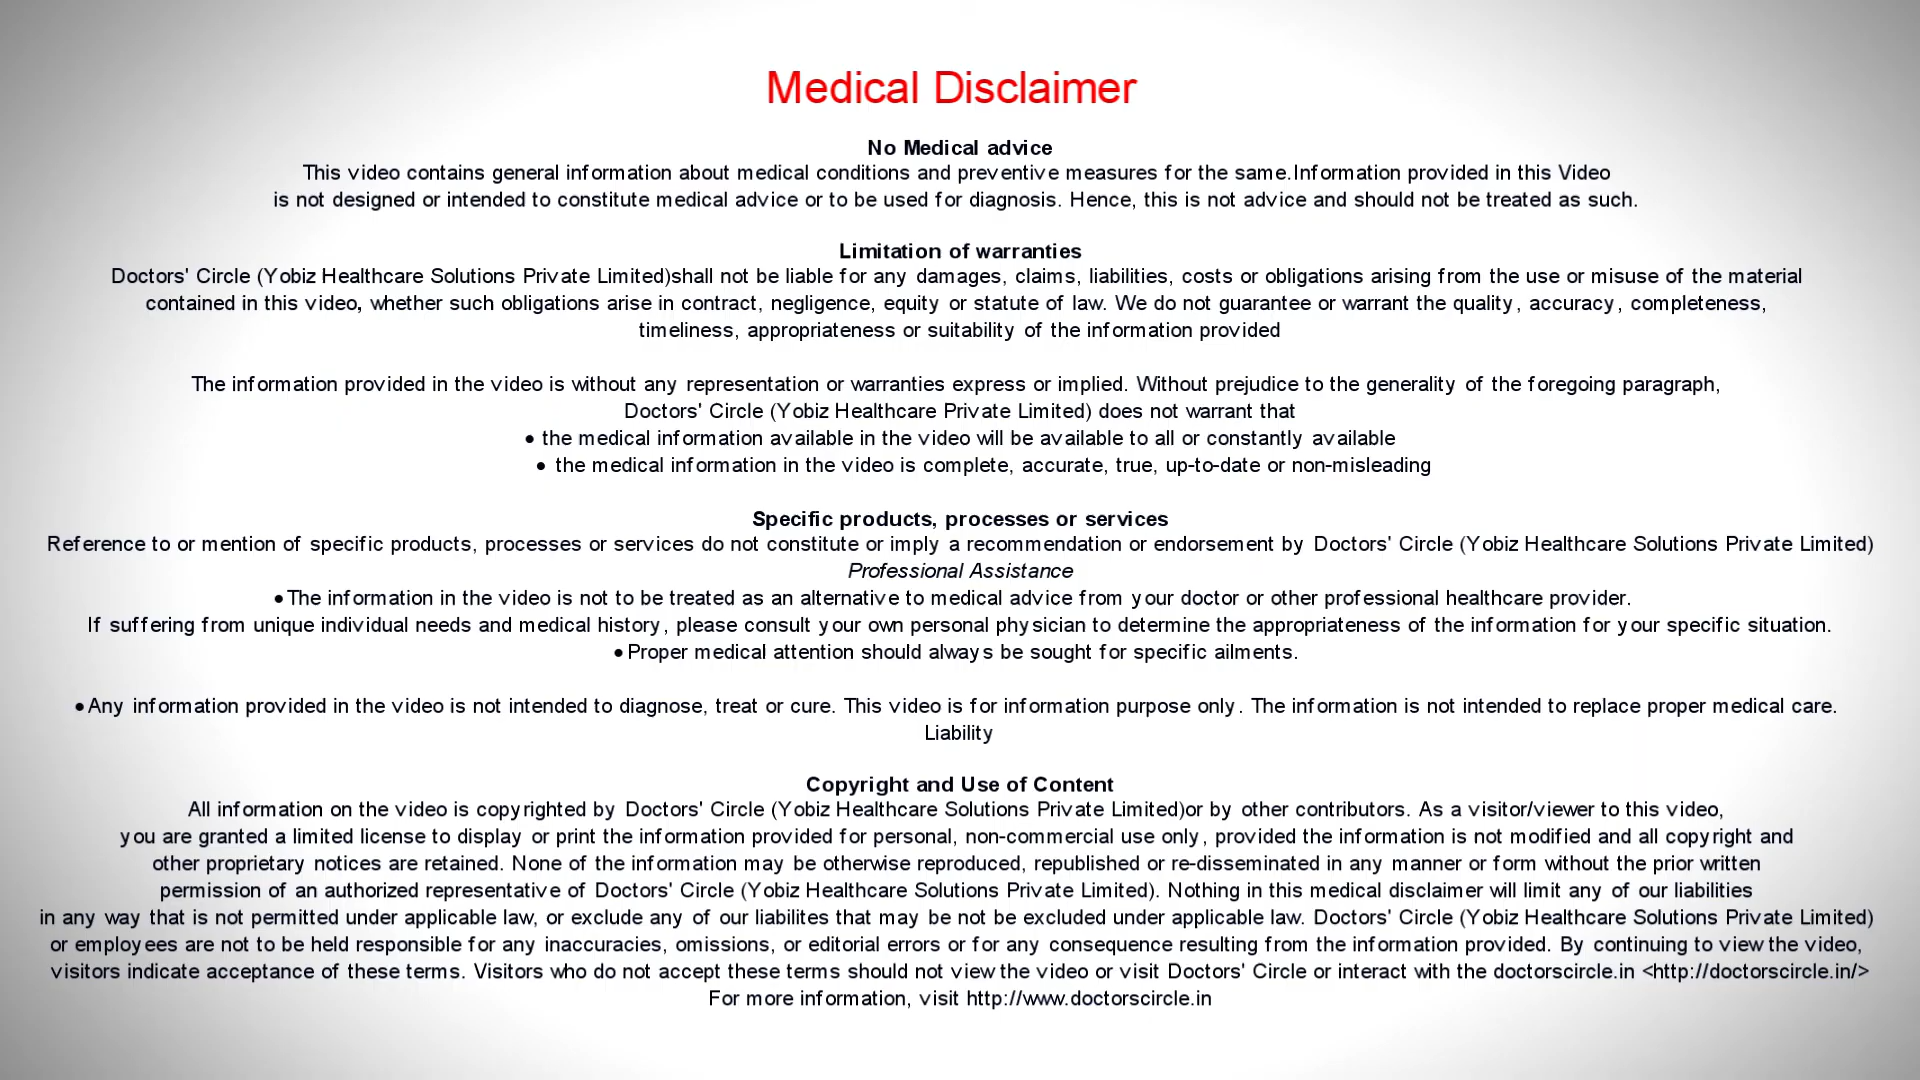 Medical Disclaimer
No Medical advice
This video contains general information about medical conditions and preventive measures for the same.Information provided in this Video
is not designed or intended to constitute medical advice or to be used for diagnosis. Hence, this is not advice and should not be treated as such.
Limitation of warranties
Doctors' Circle (Yobiz Healthcare Solutions Private Limited)shall not be liable for any damages, claims, liabilities, costs or obligations arising from the use or misuse of the material
contained in this video, whether such obligations arise in contract, negligence, equity or statute of law. We do not guarantee or warrant the quality, accuracy, completeness,
timeliness, appropriateness or suitability of the information provided
The information provided in the video is without any representation or warranties express or implied. Without prejudice to the generality of the foregoing paragraph,
Doctors' Circle (Yobiz Healthcare Private Limited) does not warrant that
• the medical information available in the video will be available to all or constantly available
• the medical information in the video is complete, accurate, true, up-to-date or non-misleading
Specific products, processes or services
Reference to or mention of specific products, processes or services do not constitute or imply a recommendation or endorsement by Doctors' Circle (Yobiz Healthcare Solutions Private Limited)
Professional Assistance
•The information in the video is not to be treated as an alternative to medical advice from your doctor or other professional healthcare provider.
If suffering from unique individual needs and medical history, please consult your own personal physician to determine the appropriateness of the information for your specific situation.
•Proper medical attention should always be sought for specific ailments.
•Any information provided in the video is not intended to diagnose, treat or cure. This video is for information purpose only. The information is not intended to replace proper medical care.
Liability
Copyright and Use of Content
All information on the video is copyrighted by Doctors' Circle (Yobiz Healthcare Solutions Private Limited)or by other contributors. As a visitor/viewer to this video,
you are granted a limited license to display or print the information provided for personal, non-commercial use only, provided the information is not modified and all copyright and
other proprietary notices are retained. None of the information may be otherwise reproduced, republished or re-disseminated in any manner or form without the prior written
permission of an authorized representative of Doctors' Circle (Yobiz Healthcare Solutions Private Limited). Nothing in this medical disclaimer will limit any of our liabilities
in any way that is not permitted under applicable law, or exclude any of our liabilites that may be not be excluded under applicable law. Doctors' Circle (Yobiz Healthcare Solutions Private Limited)
or employees are not to be held responsible for any inaccuracies, omissions, or editorial errors or for any consequence resulting from the information provided. By continuing to view the video,
visitors indicate acceptance of these terms. Visitors who do not accept these terms should not view the video or visit Doctors' Circle or interact with the doctorscircle.in <http://doctorscircle.in/>
For more information, visit http://www.doctorscircle.in